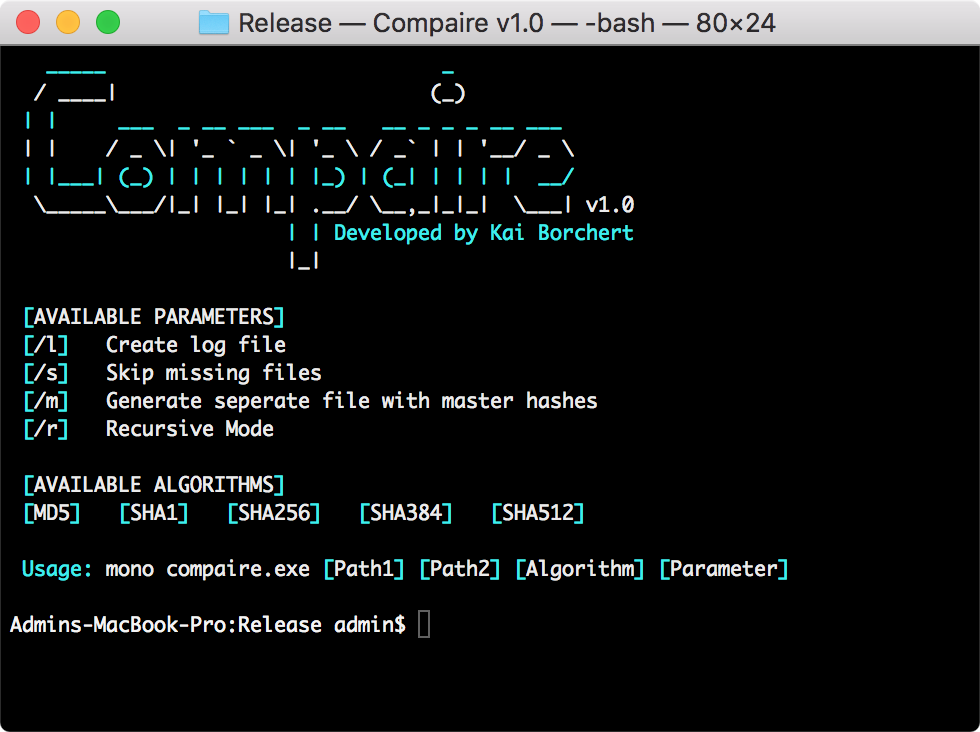 Release — Compaire v1.0 — -bash — 80×24
Compaire v1.0
Developed by Kai Borchert
[AVAILABLE PARAMETERS]
[/l] Create log file
[/s] Skip missing files
[/m] Generate seperate file with master hashes
[/r] Recursive Mode
[AVAILABLE ALGORITHMS]
[MD5] [SHA1] [SHA256] [SHA384] [SHA512]
Usage: mono compaire.exe [Path1] [Path2] [Algorithm] [Parameter]
Admins-MacBook-Pro:Release admin$